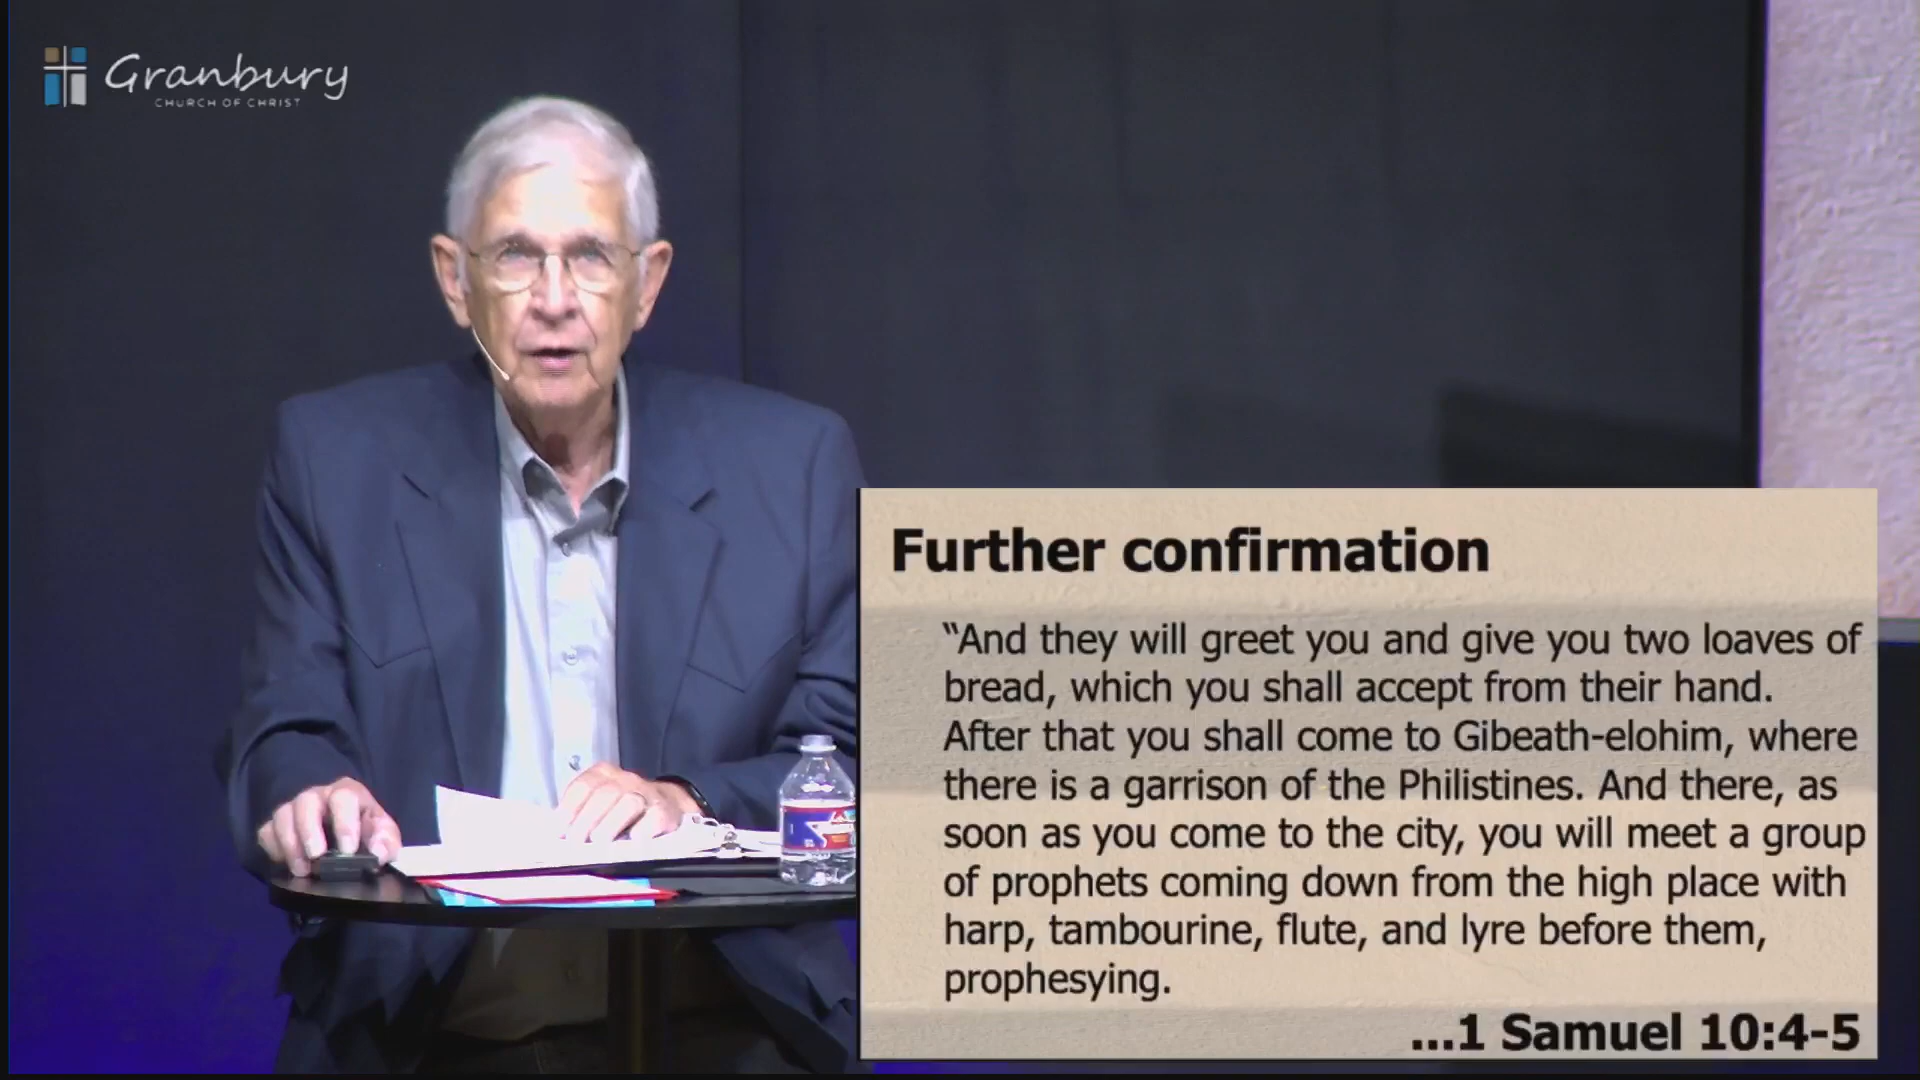 Granbury
CHURCH OF CHRIST
Further confirmation
“And they will greet you and give you two loaves of
bread, which you shall accept from their hand.
After that you shall come to Gibeath-elohim, where
there is a garrison of the Philistines. And there, as
soon as you come to the city, you will meet a group
of prophets coming down from the high place with
harp, tambourine, flute, and lyre before them,
prophesying.
...1 Samuel 10:4-5